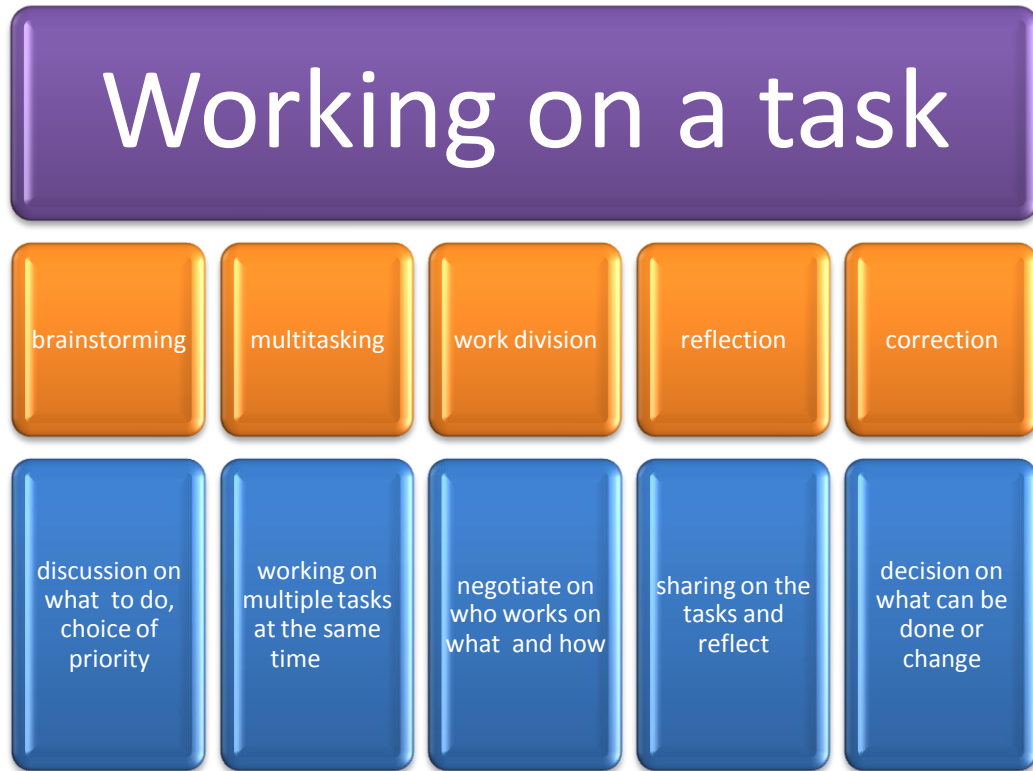 Working on a task
brainstorming
multitasking
work division
reflection
correction
discussion on
what to do,
choice of
priority
working on
multiple tasks
at the same
time
negotiate on
who works on
what and how
sharing on the
tasks and
reflect
decision on
what can be
done or
change